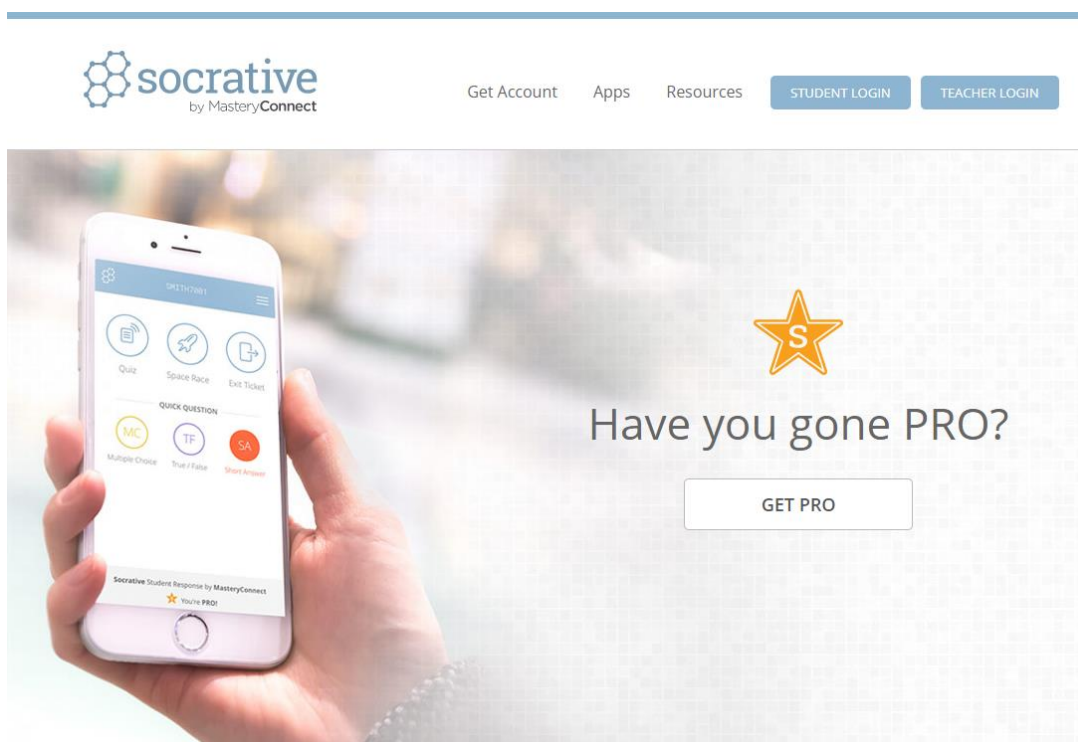 socrative
by MasteryConnect
Get Account Apps Resources STUDENT LOGIN TEACHER LOGIN
SMITH7W01
Quiz Space Race Exit Ticket
QUICK QUESTION
MC TF SA
Multiple Choice True / False Short Answer
Socrative Student Response by MasteryConnect
You're PRO!
S
Have you gone PRO?
GET PRO